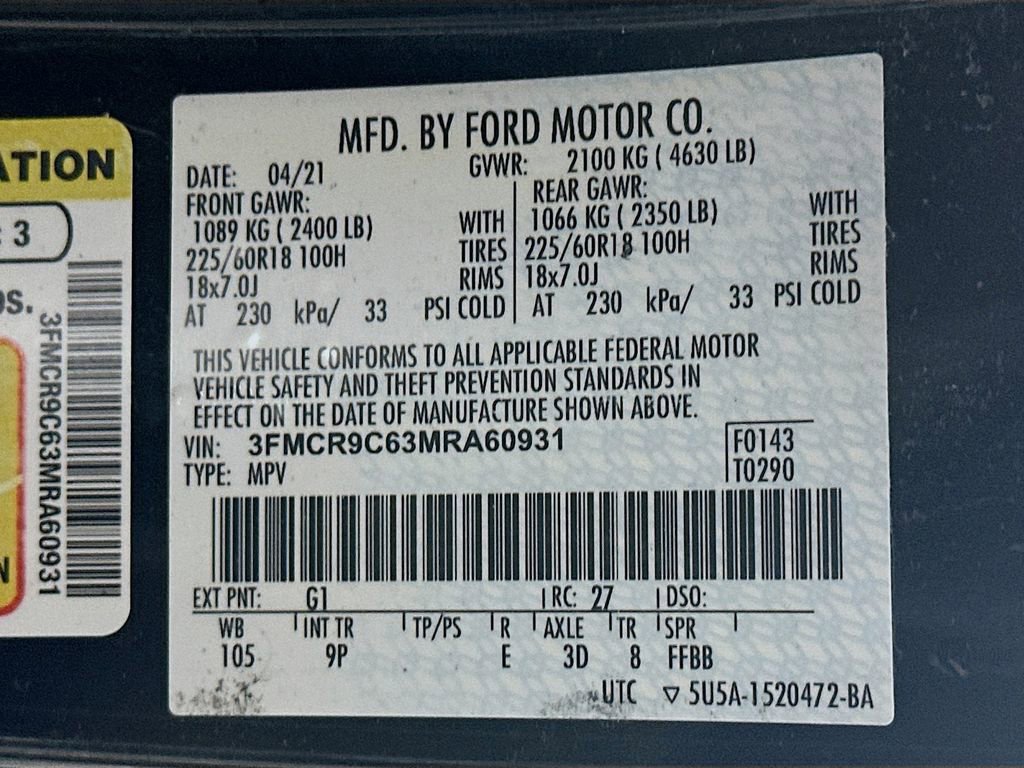 MFD. BY FORD MOTOR CO.
DATE: 04/21 GVWR: 2100 KG ( 4630 LB)
FRONT GAWR: REAR GAWR:
1089 KG ( 2400 LB) WITH 1066 KG ( 2350 LB) WITH
225/60R18 100H TIRES 225/60R18 100H TIRES
18x7.0J RIMS 18x7.0J RIMS
AT 230 kPa/ 33 PSI COLD AT 230 kPa/ 33 PSI COLD
THIS VEHICLE CONFORMS TO ALL APPLICABLE FEDERAL MOTOR
VEHICLE SAFETY AND THEFT PREVENTION STANDARDS IN
EFFECT ON THE DATE OF MANUFACTURE SHOWN ABOVE.
VIN: 3FMCR9C63MRA60931 F0143
TYPE: MPV T0290
EXT PNT: G1 RC: 27 DSO:
WB INT TR TP/PS R AXLE TR SPR
105 9P E 3D 8 FFBB
UTC ▽ 5U5A-1520472-BA
ATION
: 3
os.
3FMCR9C63MRA60931
N